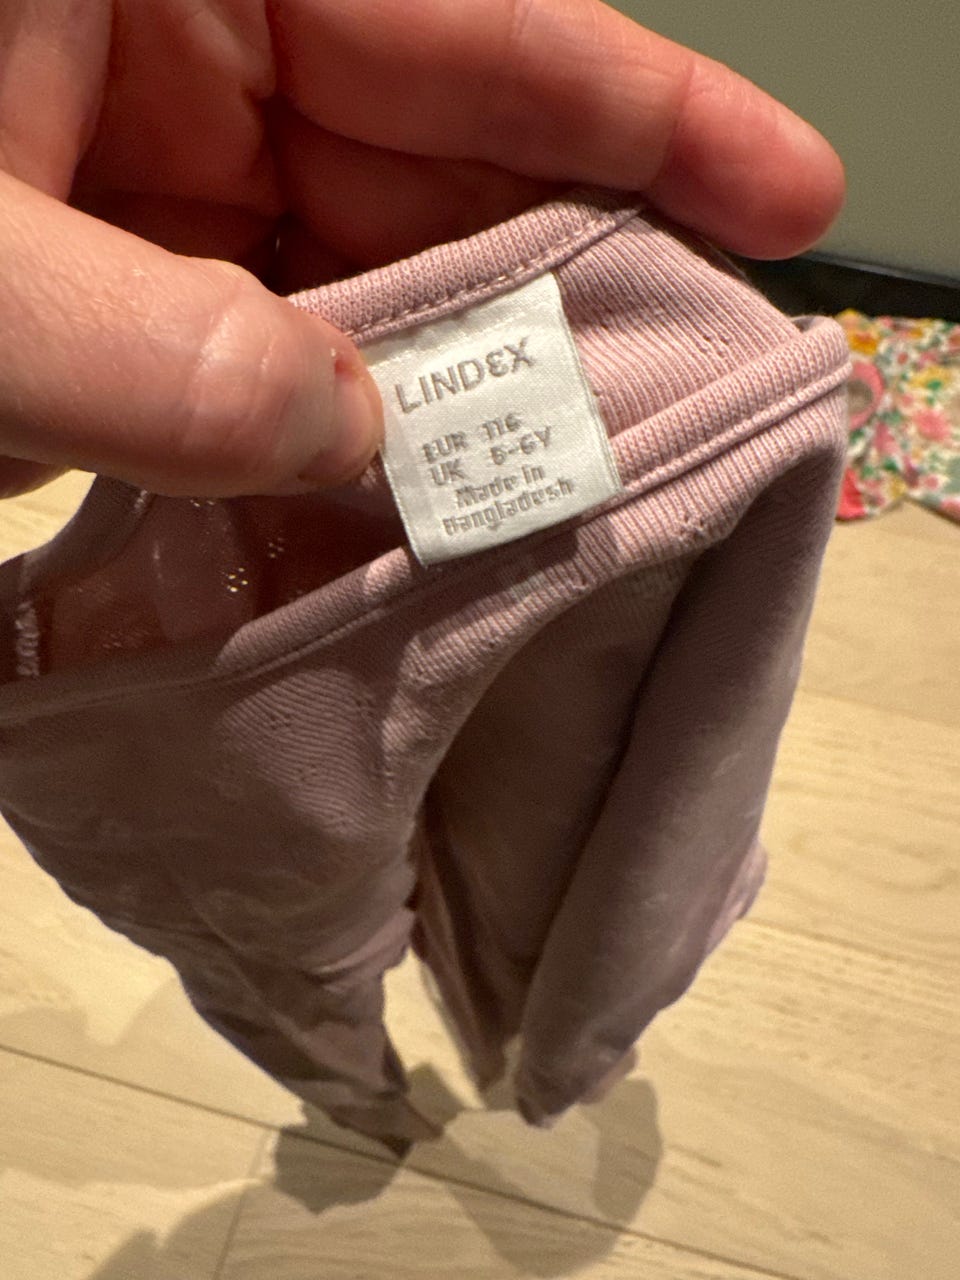 LINDEX
EUR 116
UK 5-6Y
Made in
Bangladesh